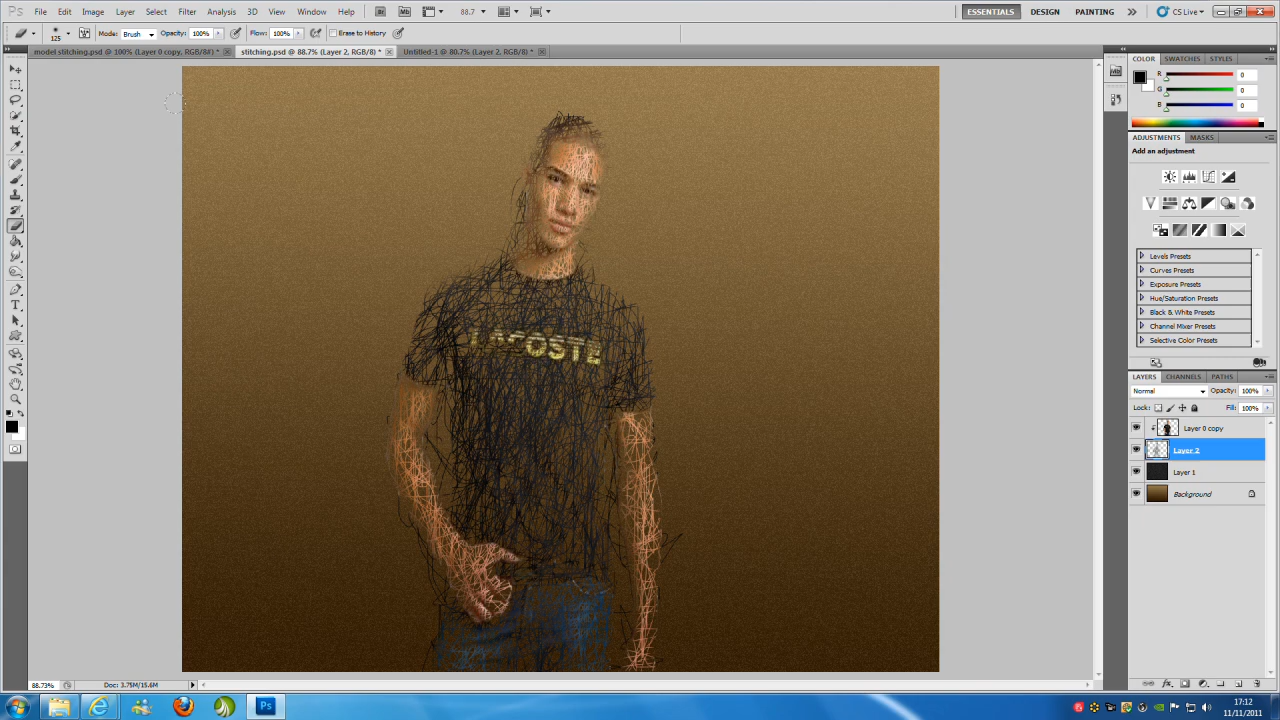 Ps File Edit Image Layer Select Filter Analysis 3D View Window Help Br Mb 88.7 ESSENTIALS DESIGN PAINTING CS Live
125 Mode: Brush Opacity: 100% Flow: 100% Erase to History
model stitching.psd @ 100% (Layer 0 copy, RGB/8#) * stitching.psd @ 88.7% (Layer 2, RGB/8) * Untitled-1 @ 80.7% (Layer 2, RGB/8) *
COLOR SWATCHES STYLES
R 0
G 0
B 0
ADJUSTMENTS MASKS
Add an adjustment
Levels Presets
Curves Presets
Exposure Presets
Hue/Saturation Presets
Black & White Presets
Channel Mixer Presets
Selective Color Presets
LACOSTE
LAYERS CHANNELS PATHS
Normal Opacity: 100%
Lock: Fill: 100%
Layer 0 copy
Layer 2
Layer 1
Background
88.73% Doc: 3.75M/15.6M
Ps
17:12
11/11/2011